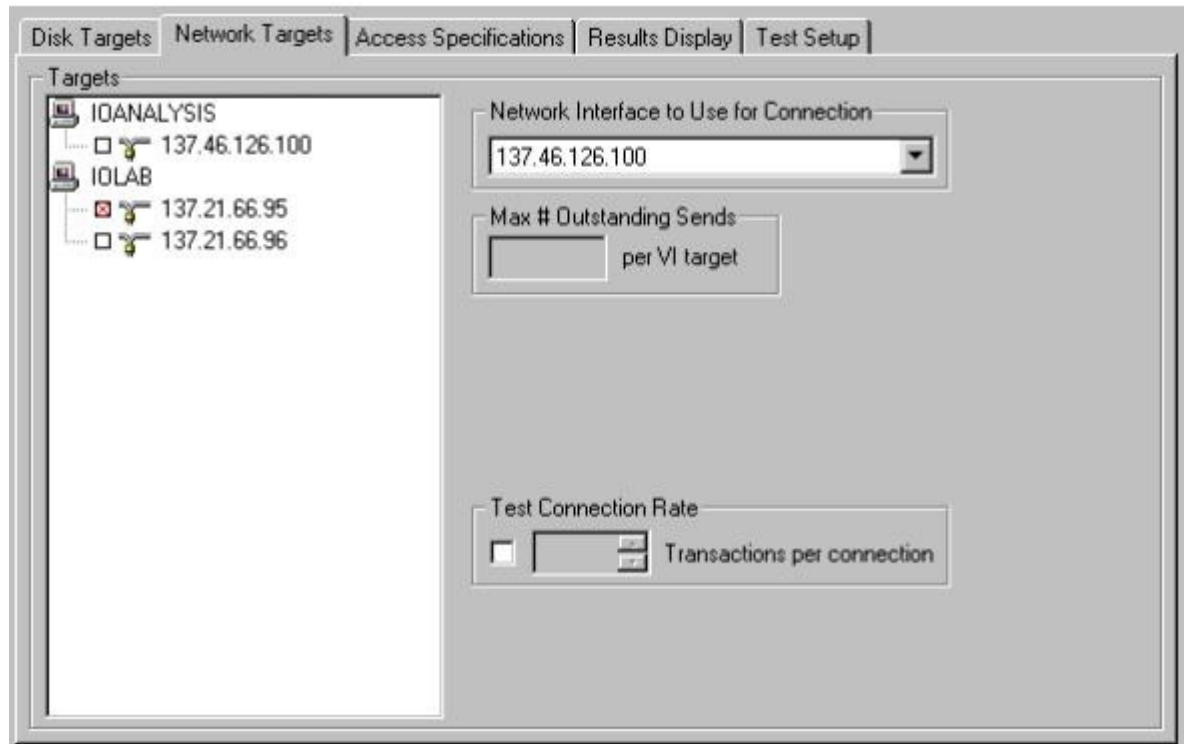 Disk Targets Network Targets Access Specifications Results Display Test Setup
Targets
IOANALYSIS
137.46.126.100
IOLAB
137.21.66.95
137.21.66.96
Network Interface to Use for Connection
137.46.126.100
Max # Outstanding Sends
per VI target
Test Connection Rate
Transactions per connection